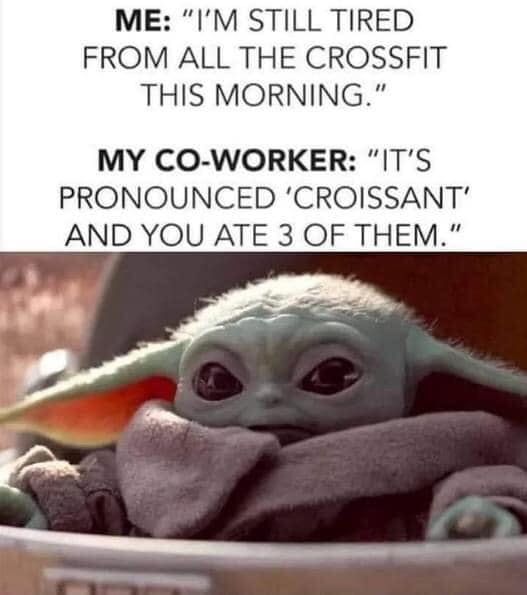 ME: "I'M STILL TIRED
FROM ALL THE CROSSFIT
THIS MORNING."
MY CO-WORKER: "IT'S
PRONOUNCED 'CROISSANT'
AND YOU ATE 3 OF THEM."